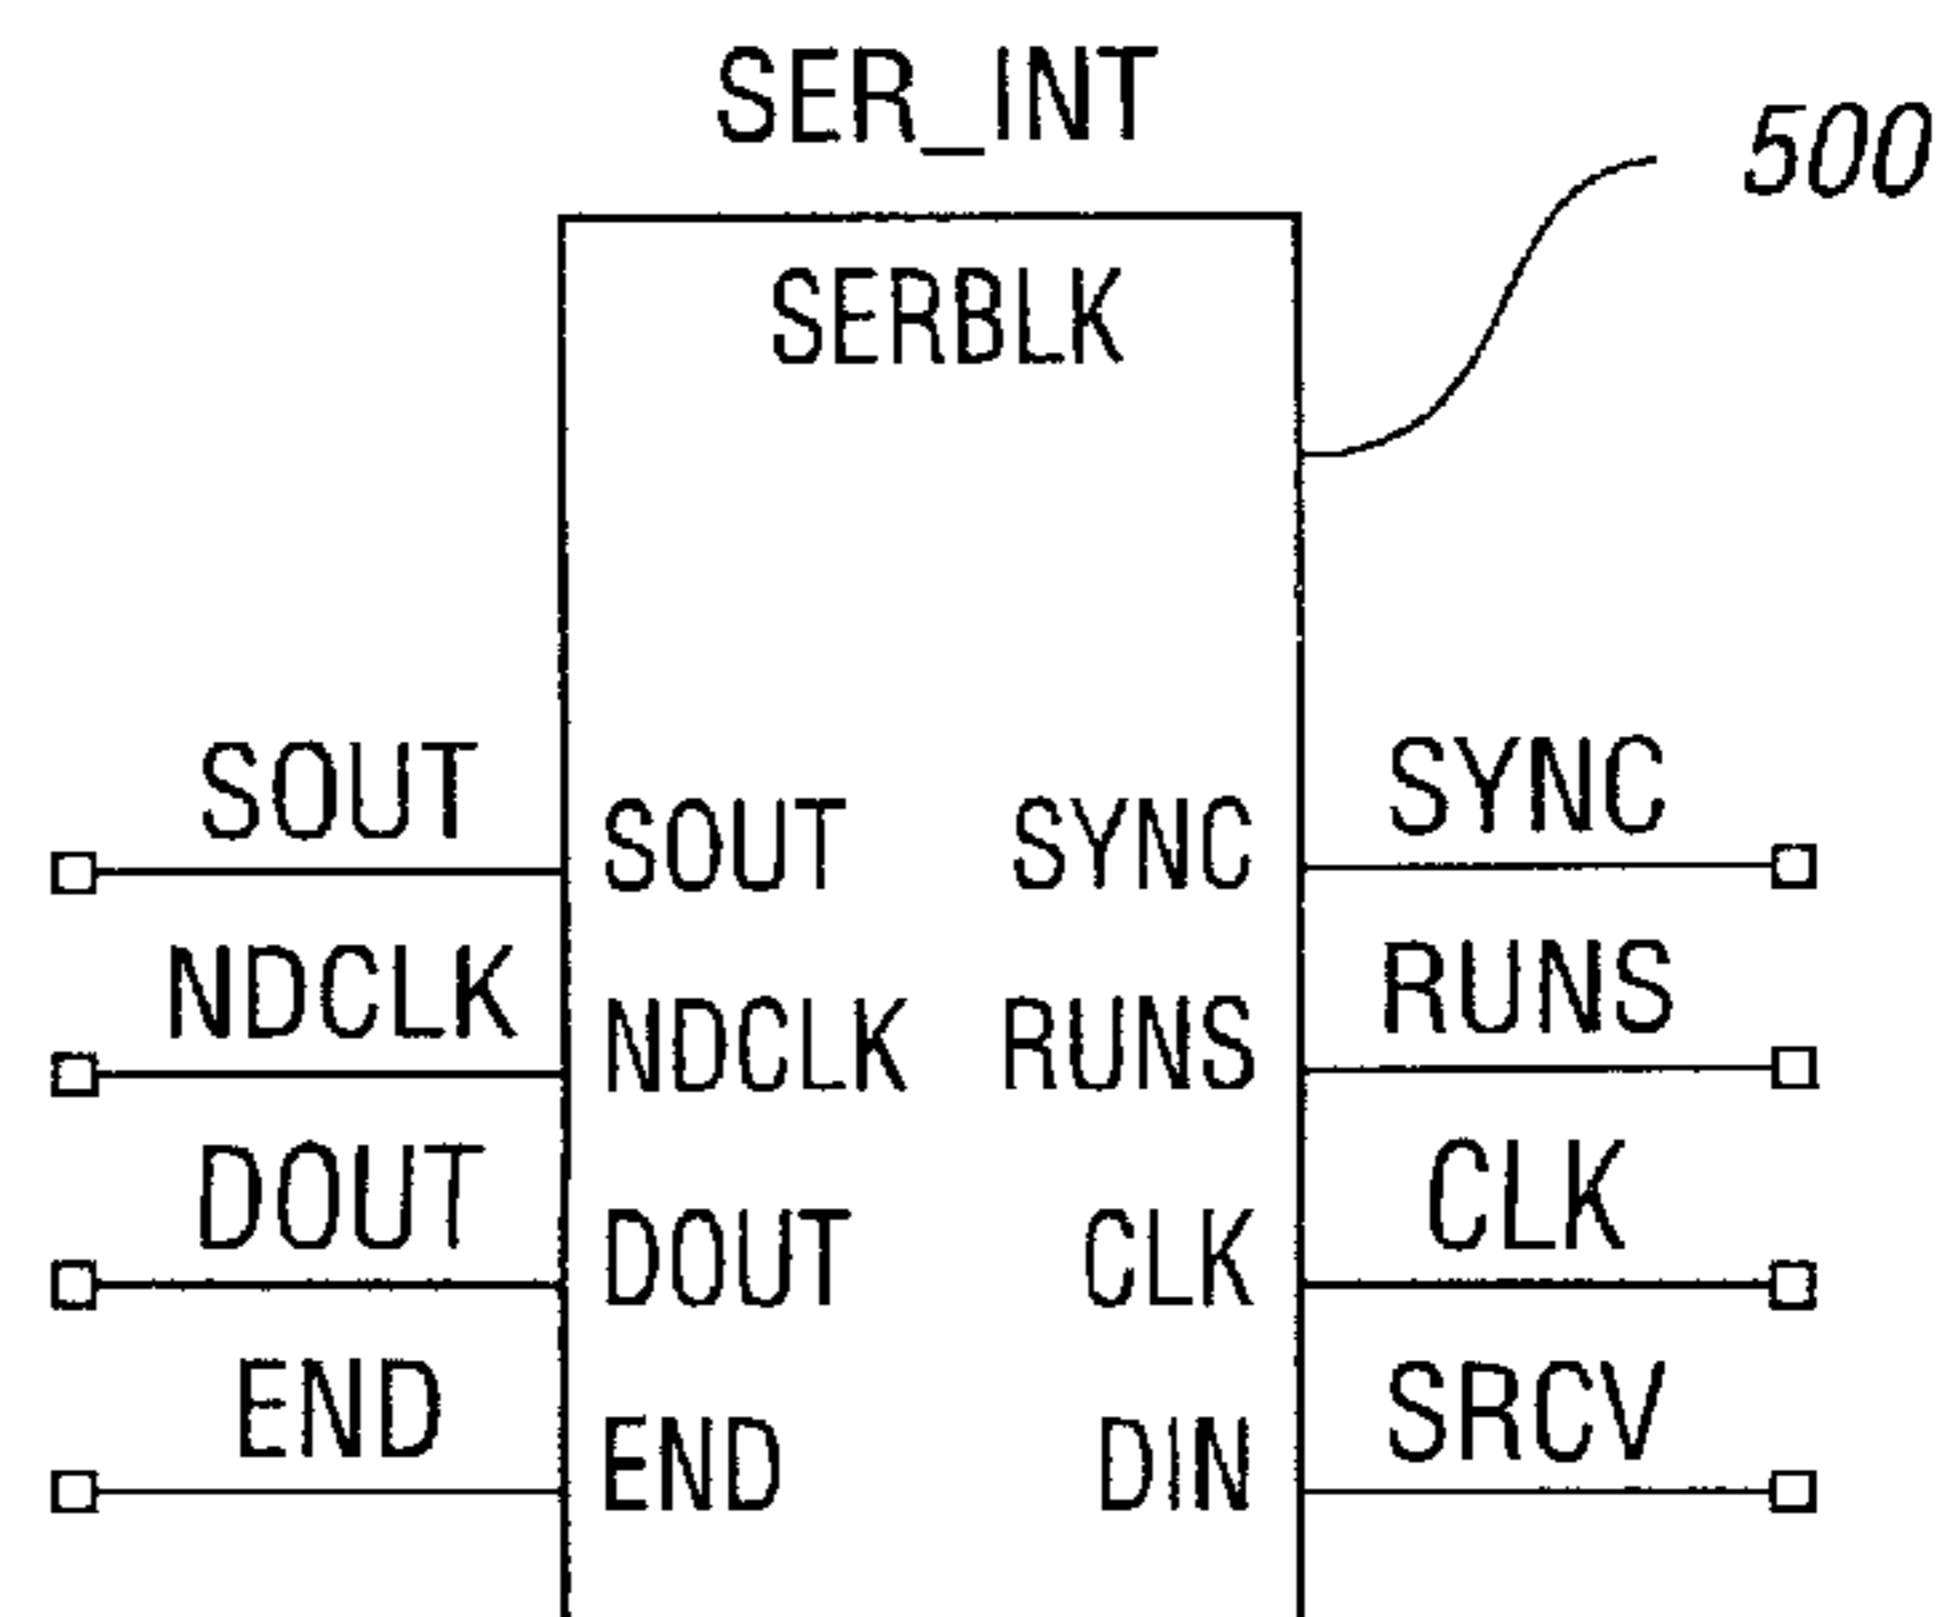 SER_INT
500
SERBLK
SOUT SOUT SYNC SYNC
NDCLK NDCLK RUNS RUNS
DOUT DOUT CLK CLK
END END DIN SRCV